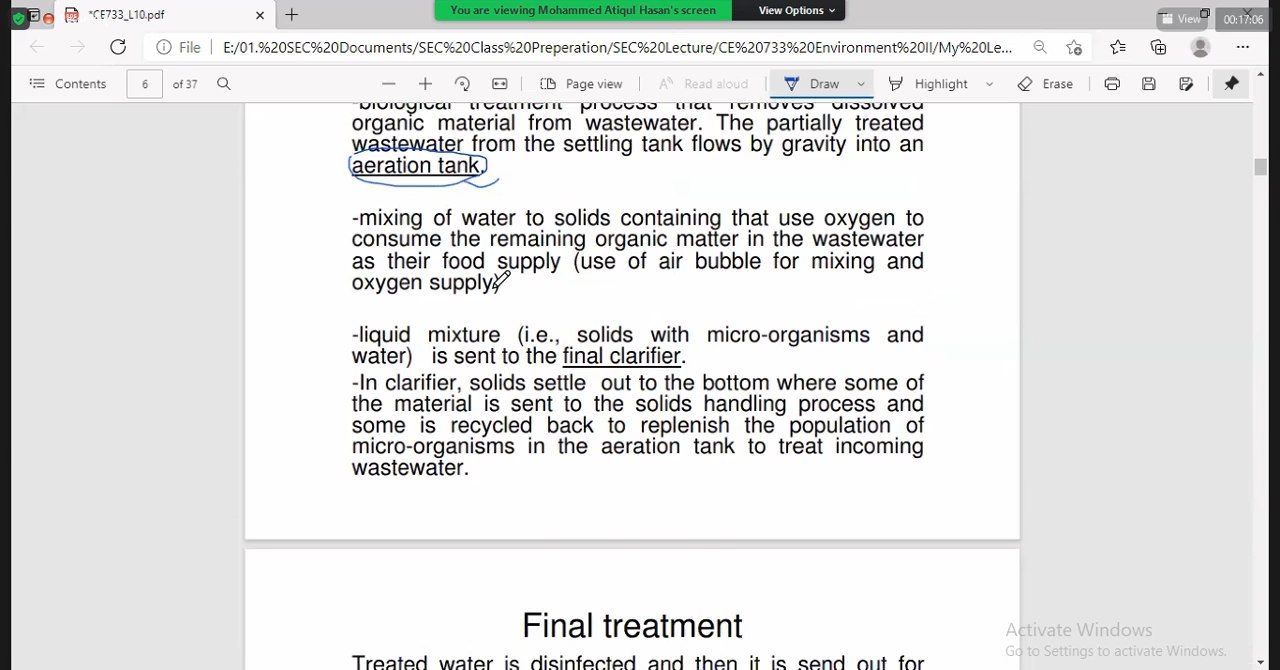 *CE733_L10.pdf
You are viewing Mohammed Atiqul Hasan's screen
View Options
View
00:17:06
File
E:/01.%20SEC%20Documents/SEC%20Class%20Preperation/SEC%20Lecture/CE%20733%20Environment%20II/My%20Le...
Contents
6
of 37
Page view
Read aloud
Draw
Highlight
Erase
-biological treatment process that removes dissolved
organic material from wastewater. The partially treated
wastewater from the settling tank flows by gravity into an
aeration tank.
-mixing of water to solids containing that use oxygen to
consume the remaining organic matter in the wastewater
as their food supply (use of air bubble for mixing and
oxygen supply)
-liquid mixture (i.e., solids with micro-organisms and
water) is sent to the final clarifier.
-In clarifier, solids settle out to the bottom where some of
the material is sent to the solids handling process and
some is recycled back to replenish the population of
micro-organisms in the aeration tank to treat incoming
wastewater.
Final treatment
Treated water is disinfected and then it is send out for
Activate Windows
Go to Settings to activate Windows.